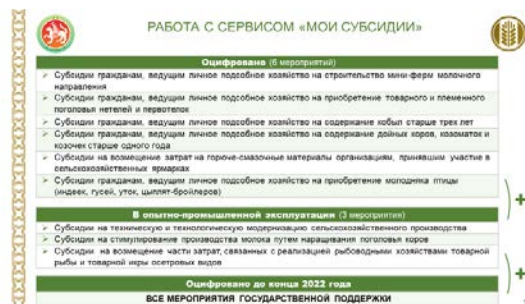 РАБОТА С СЕРВИСОМ «МОИ СУБСИДИИ»
Оцифровано (6 мероприятий)
Субсидии гражданам, ведущим личное подсобное хозяйство на строительство мини-ферм молочного
направления
Субсидии гражданам, ведущим личное подсобное хозяйство на приобретение товарного и племенного
поголовья нетелей и первотелок
Субсидии гражданам, ведущим личное подсобное хозяйство на содержание кобыл старше трех лет
Субсидии гражданам, ведущим личное подсобное хозяйство на содержание дойных коров, козоматок и
козочек старше одного года
Субсидии на возмещение затрат на горюче-смазочные материалы организациям, принявшим участие в
сельскохозяйственных ярмарках
Субсидии гражданам, ведущим личное подсобное хозяйство на приобретение молодняка птицы
(индеек, гусей, уток, цыплят-бройлеров)
+
В опытно-промышленной эксплуатации (3 мероприятия)
Субсидии на техническую и технологическую модернизацию сельскохозяйственного производства
Субсидии на стимулирование производства молока путем наращивания поголовья коров
Субсидии на возмещение части затрат, связанных с реализацией рыбоводными хозяйствами товарной
рыбы и товарной икры осетровых видов
+
Оцифровано до конца 2022 года
ВСЕ МЕРОПРИЯТИЯ ГОСУДАРСТВЕННОЙ ПОДДЕРЖКИ